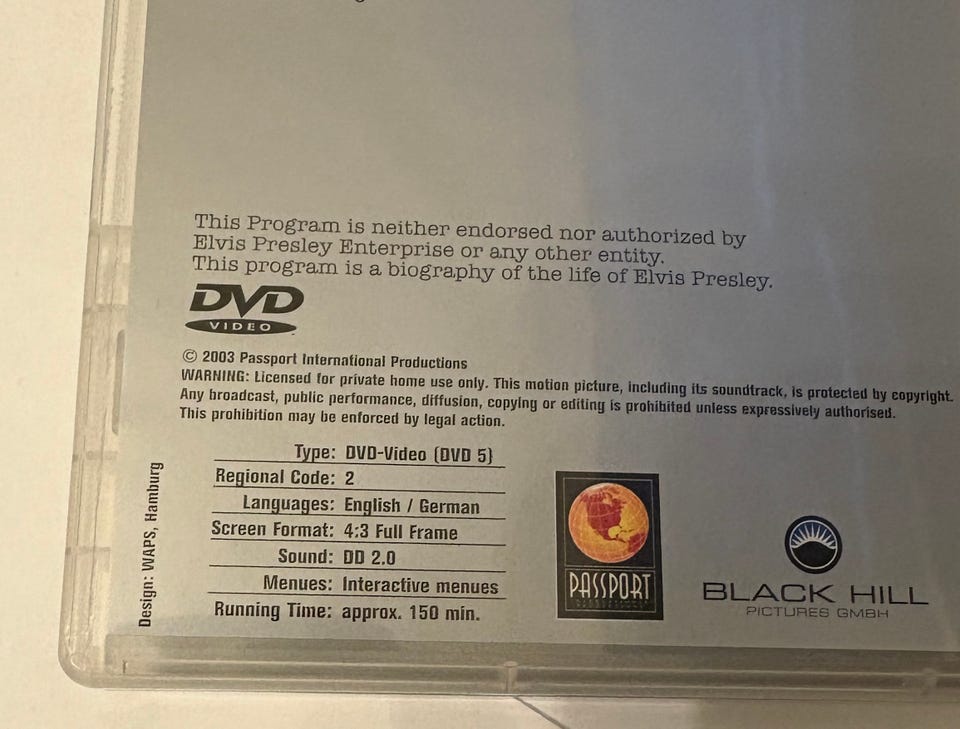 This Program is neither endorsed nor authorized by
Elvis Presley Enterprise or any other entity.
This program is a biography of the life of Elvis Presley.
DVD
VIDEO
© 2003 Passport International Productions
WARNING: Licensed for private home use only. This motion picture, including its soundtrack, is protected by copyright.
Any broadcast, public performance, diffusion, copying or editing is prohibited unless expressively authorised.
This prohibition may be enforced by legal action.
Type: DVD-Video (DVD 5)
Regional Code: 2
Languages: English / German
Screen Format: 4:3 Full Frame
Sound: DD 2.0
Menues: Interactive menues
Running Time: approx. 150 min.
Design: WAPS, Hamburg
PASSPORT
BLACK HILL
PICTURES GMBH